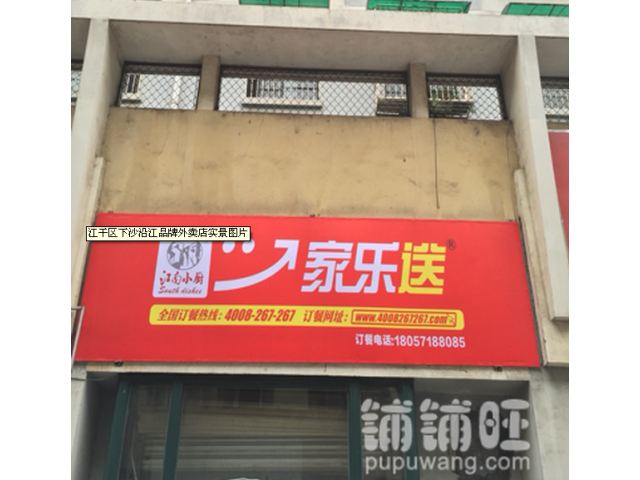 江干区下沙沿江品牌外卖店实景图片
江南小厨
South dishes
家乐送®
全国订餐热线：4008-267-267 订餐网址：www.4008267267.com
订餐电话:18057188085
铺铺旺
pupuwang.com